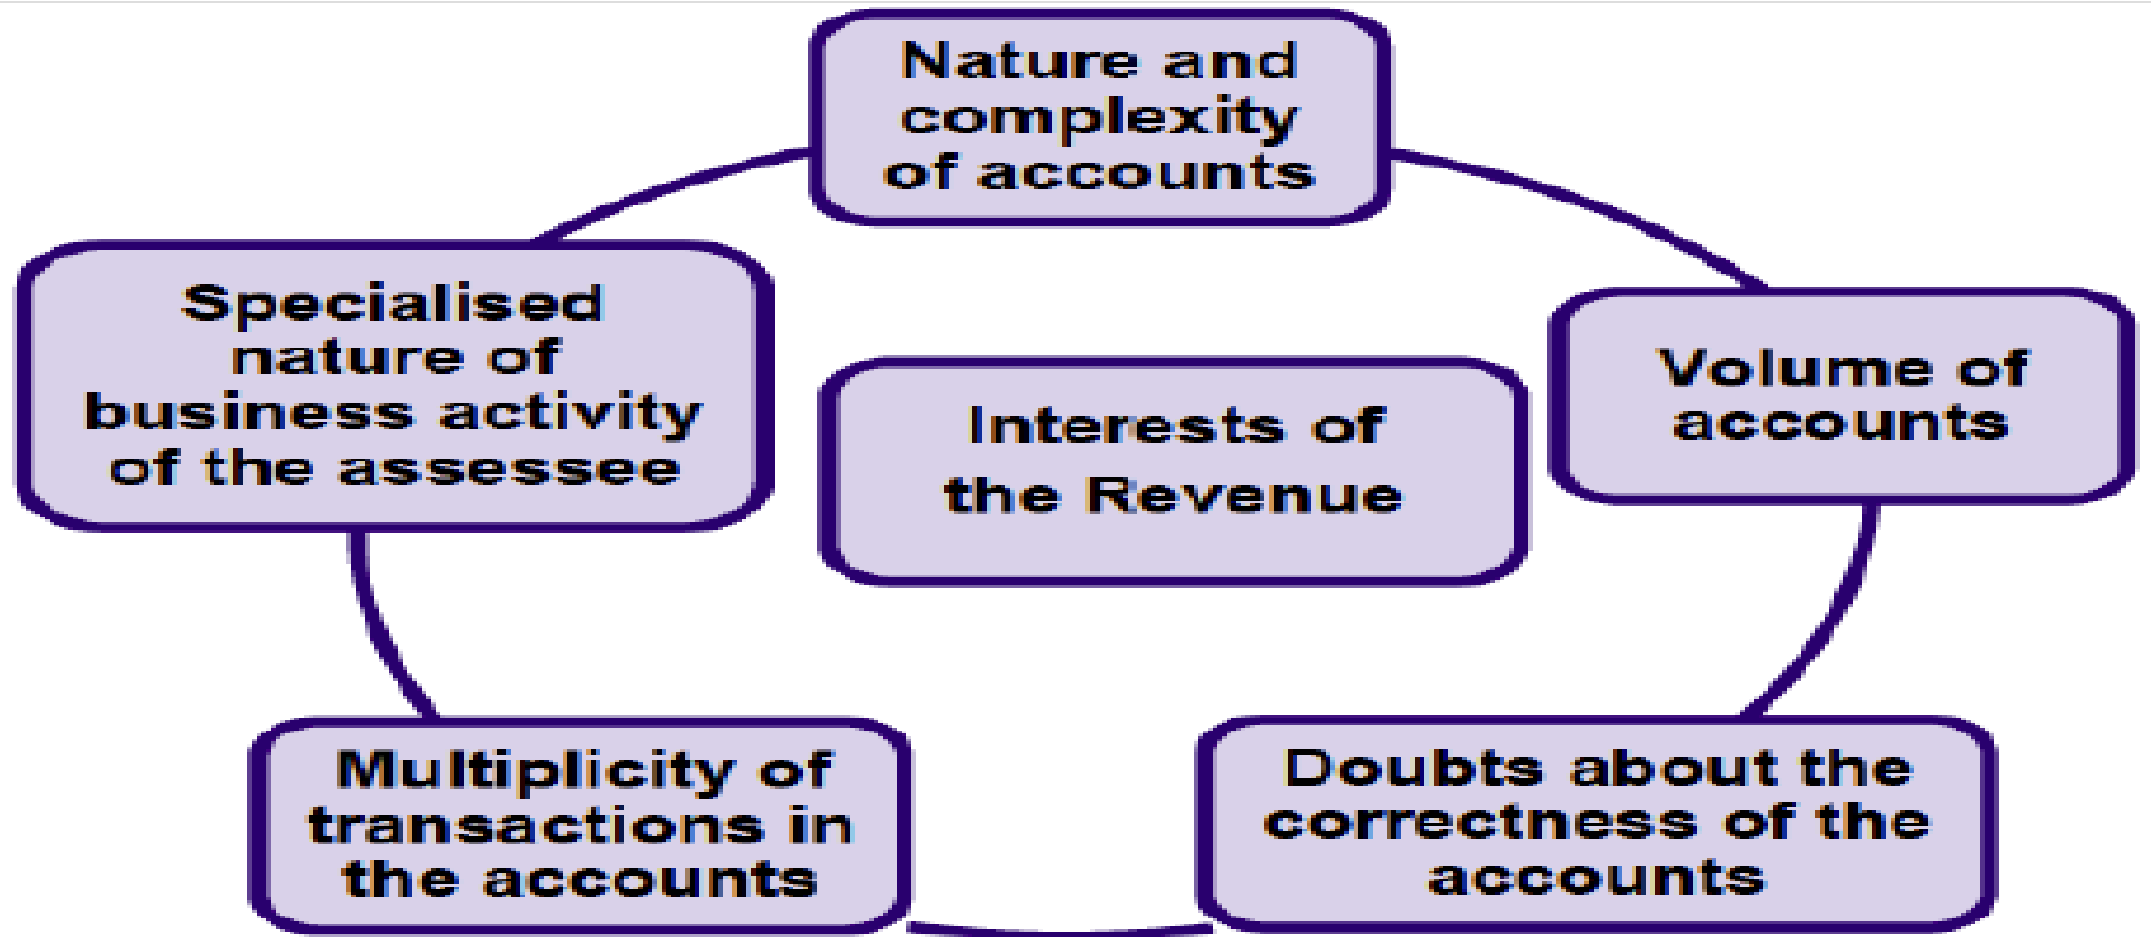 Nature and
complexity
of accounts
Specialised
nature of
business activity
of the assessee
Interests of
the Revenue
Volume of
accounts
Multiplicity of
transactions in
the accounts
Doubts about the
correctness of the
accounts